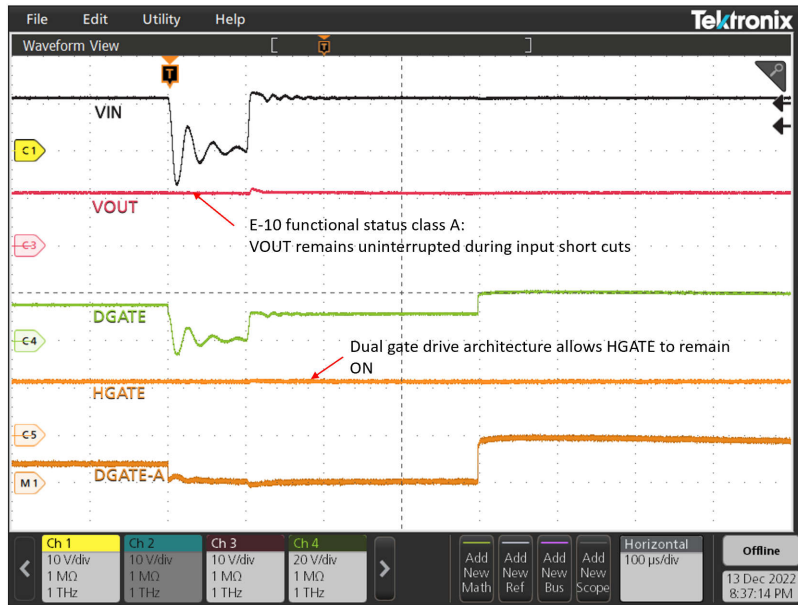 File Edit Utility Help
Tektronix
Waveform View
[ T ]
T
VIN
C1
VOUT
E-10 functional status class A:
VOUT remains uninterrupted during input short cuts
C3
DGATE
C4
Dual gate drive architecture allows HGATE to remain
ON
HGATE
C5
DGATE-A
M1
Ch 1 Ch 2 Ch 3 Ch 4
10 V/div 10 V/div 10 V/div 20 V/div
1 MΩ 1 MΩ 1 MΩ 1 MΩ
1 THz 1 THz 1 THz 1 THz
Add Add Add Add
New New New New
Math Ref Bus Scope
Horizontal
100 µs/div
Offline
13 Dec 2022
8:37:14 PM